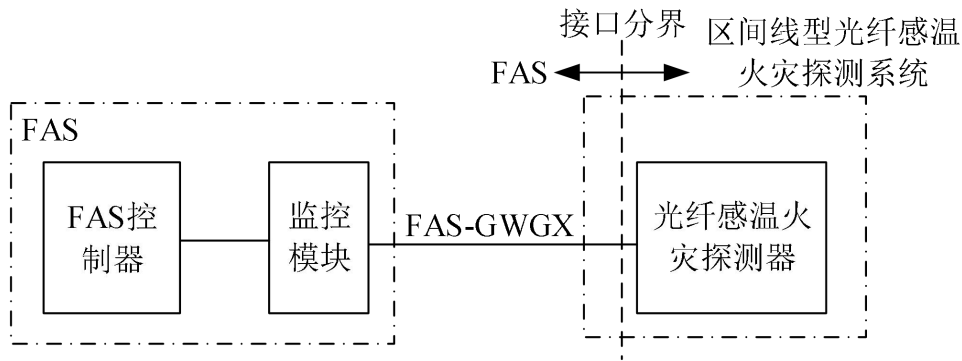 接口分界
区间线型光纤感温
火灾探测系统
FAS
FAS
FAS控
制器
监控
模块
FAS-GWGX
光纤感温火
灾探测器